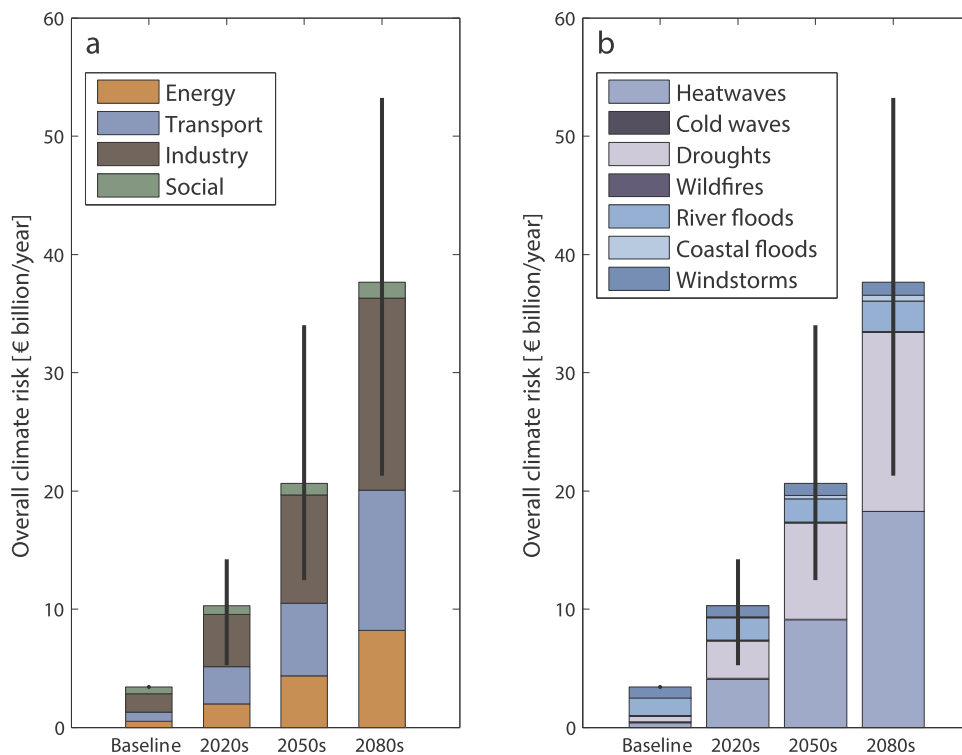 a
Energy
Transport
Industry
Social
Overall climate risk [€ billion/year]
60
50
40
30
20
10
0
Baseline 2020s 2050s 2080s
b
Heatwaves
Cold waves
Droughts
Wildfires
River floods
Coastal floods
Windstorms
Overall climate risk [€ billion/year]
60
50
40
30
20
10
0
Baseline 2020s 2050s 2080s